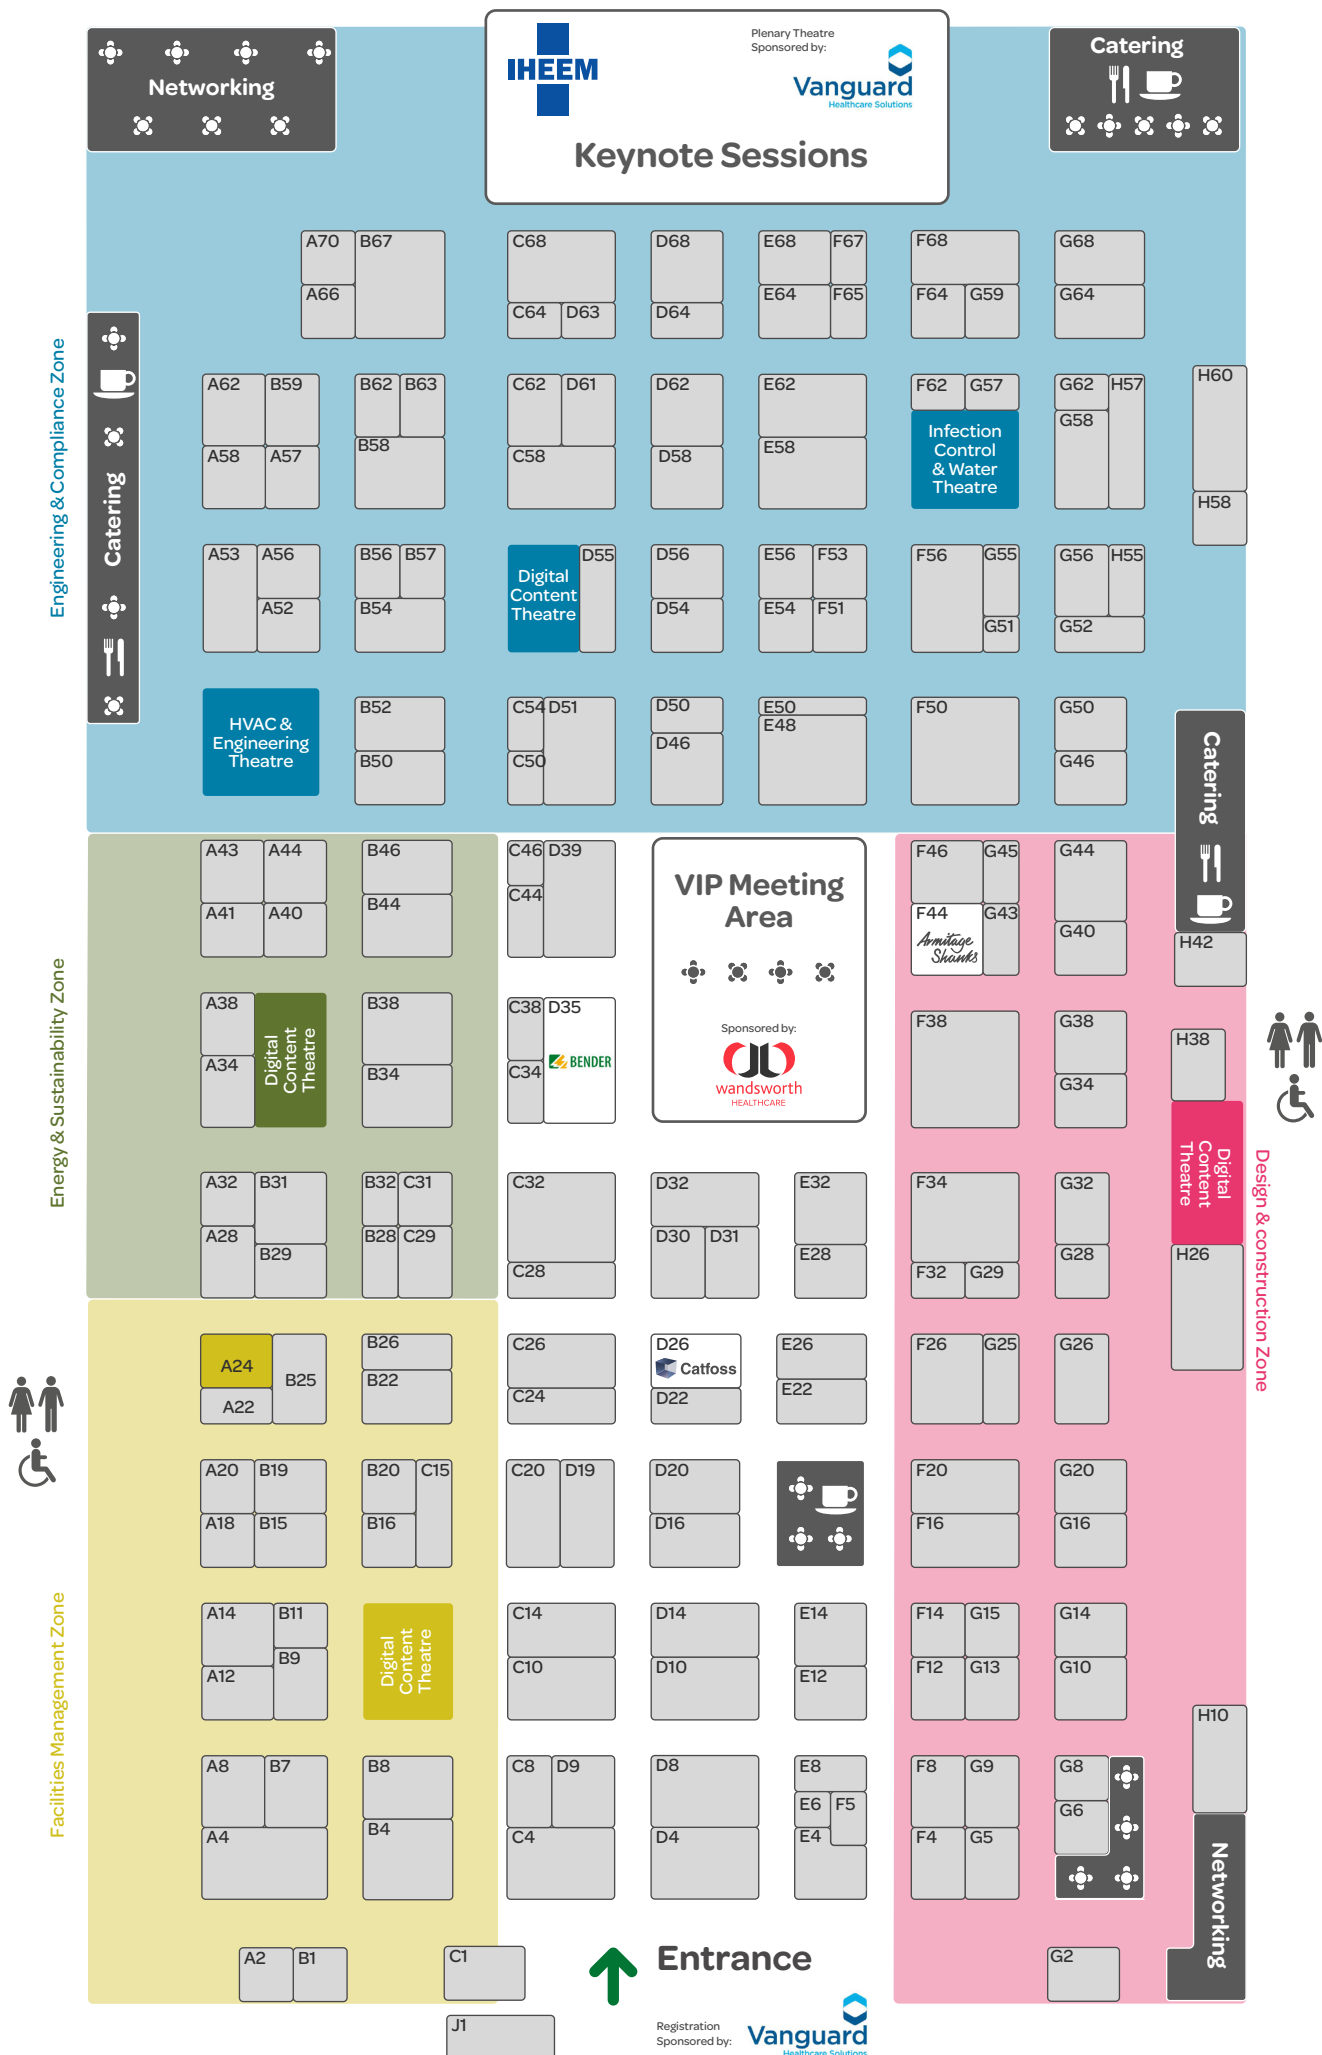 Networking
IHEEM
Plenary Theatre
Sponsored by:
Vanguard
Healthcare Solutions
Keynote Sessions
Catering
A70 B67
A66
C68
C64 D63
D68
D64
E68 F67
E64 F65
F68
F64 G59
G68
G64
Engineering & Compliance Zone
Catering
A62 B59
A58 A57
B62 B63
B58
C62 D61
C58
D62
D58
E62
E58
F62 G57
Infection
Control
& Water
Theatre
G62 H57
G58
H60
H58
A53 A56
A52
B56 B57
B54
Digital
Content
Theatre
D55
D56
D54
E56 F53
E54 F51
F56 G55
G51
G56 H55
G52
HVAC &
Engineering
Theatre
B52
B50
C54 D51
C50
D50
D46
E50
E48
F50
G50
G46
Catering
Energy & Sustainability Zone
A43 A44
A41 A40
B46
B44
C46 D39
C44
VIP Meeting
Area
Sponsored by:
wandsworth
HEALTHCARE
F46 G45
F44 G43
Armitage
Shanks
G44
G40
H42
A38
A34
Digital
Content
Theatre
B38
B34
C38 D35
C34
BENDER
F38
G38
G34
H38
Digital
Content
Theatre
H26
Design & construction Zone
A32 B31
A28
B29
B32 C31
B28 C29
C32
C28
D32
D30 D31
E32
E28
F34
F32 G29
G32
G28
Facilities Management Zone
A24
B25
A22
B26
B22
C26
C24
D26
Catfoss
D22
E26
E22
F26 G25
G26
A20 B19
A18 B15
B20 C15
B16
C20 D19
D20
D16
F20
F16
G20
G16
A14 B11
B9
A12
Digital
Content
Theatre
C14
C10
D14
D10
E14
E12
F14 G15
F12 G13
G14
G10
H10
A8 B7
A4
B8
B4
C8 D9
C4
D8
D4
E8
E6 F5
E4
F8 G9
F4 G5
G8
G6
Networking
A2 B1
C1
Entrance
G2
J1
Registration
Sponsored by:
Vanguard
Healthcare Solutions